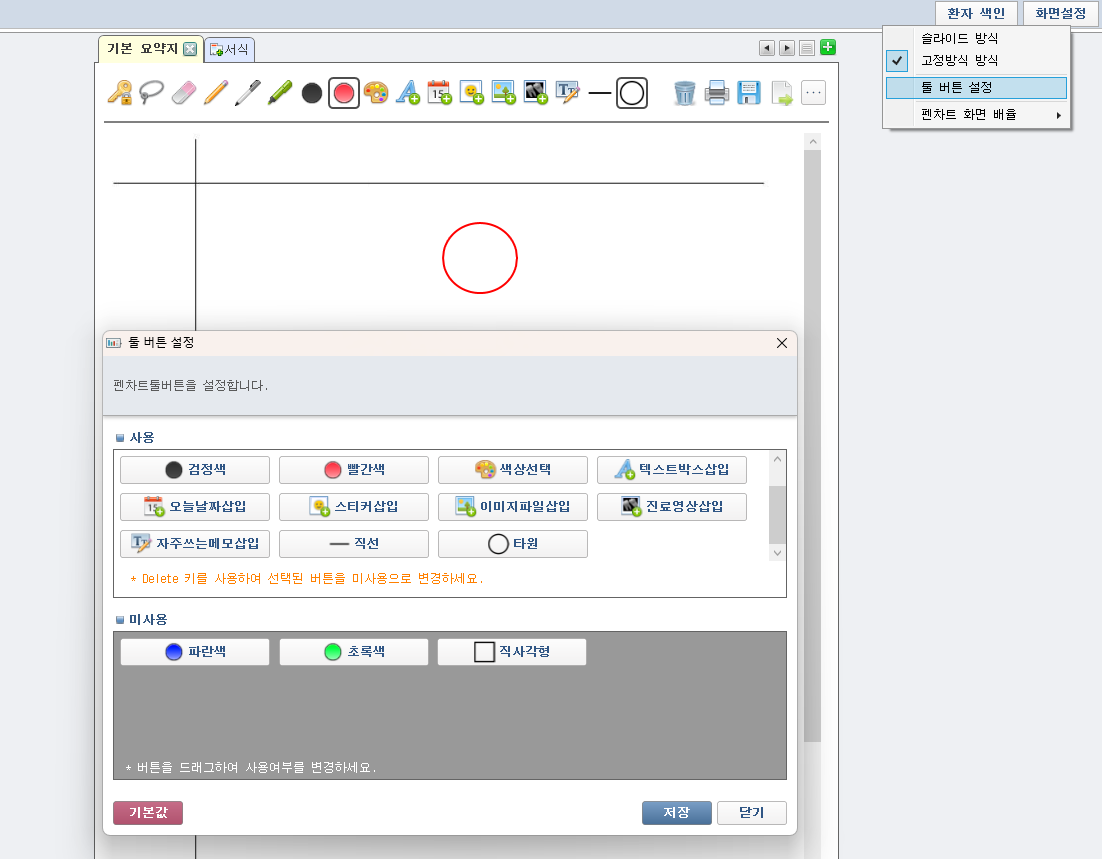 환자 색인 화면설정
슬라이드 방식
고정방식 방식
툴 버튼 설정
펜차트 화면 배율
기본 요약지 서식
15
툴 버튼 설정
펜차트툴버튼을 설정합니다.
사용
검정색 빨간색 색상선택 텍스트박스삽입
오늘날짜삽입 스티커삽입 이미지파일삽입 진료영상삽입
자주쓰는메모삽입 직선 타원
* Delete 키를 사용하여 선택된 버튼을 미사용으로 변경하세요.
미사용
파란색 초록색 직사각형
* 버튼을 드래그하여 사용여부를 변경하세요.
기본값 저장 닫기